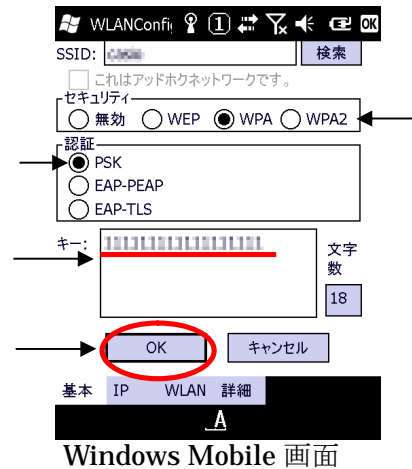 WLANConfi 1 OK
SSID: 検索
これはアッドホクネットワークです。
セキュリティ
無効 WEP WPA WPA2
認証
PSK
EAP-PEAP
EAP-TLS
キー:
文字
数
18
OK キャンセル
基本 IP WLAN 詳細
A
Windows Mobile 画面